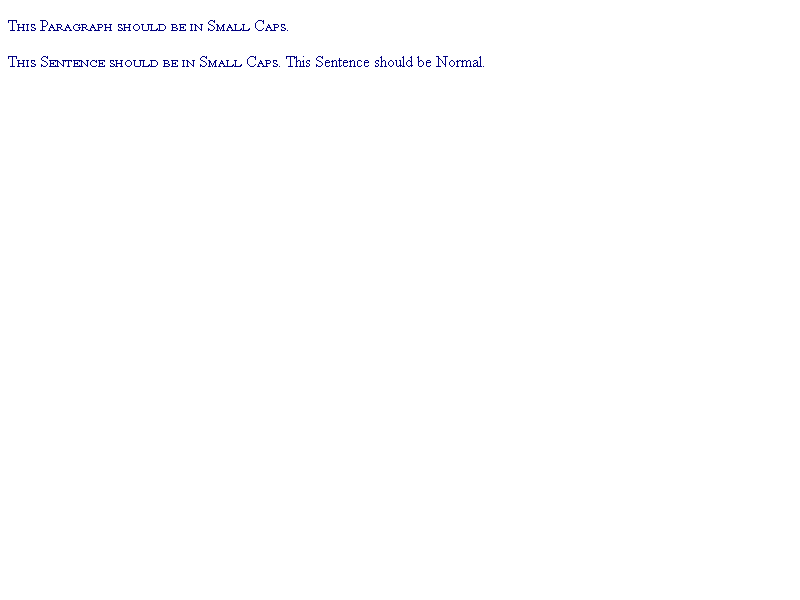 This Paragraph should be in Small Caps.
This Sentence should be in Small Caps. This Sentence should be Normal.